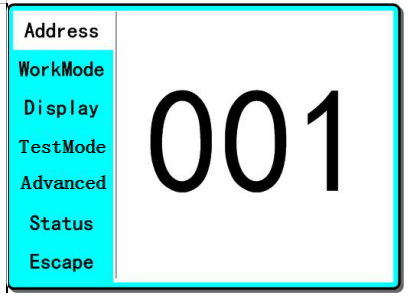 Address
WorkMode
Display
TestMode
Advanced
Status
Escape
001